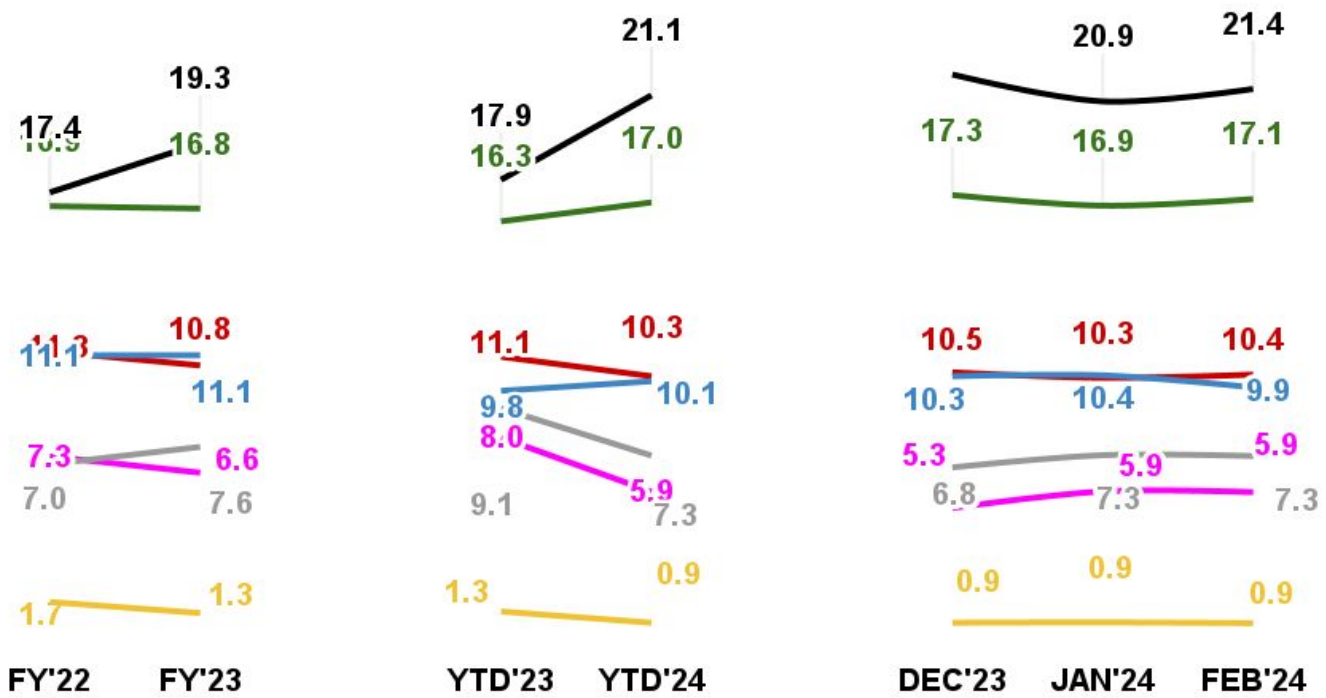 21.1 20.9 21.4
19.3
17.4 17.9 17.3 16.9 17.1
16.9 16.8 16.3 17.0
11.3 10.8 11.1 10.3 10.5 10.3 10.4
11.1 11.1 9.8 10.1 10.3 10.4 9.9
7.3 6.6 8.0 5.9 5.3 5.9 5.9
7.0 7.6 9.1 7.3 6.8 7.3 7.3
1.7 1.3 1.3 0.9 0.9 0.9 0.9
FY'22 FY'23 YTD'23 YTD'24 DEC'23 JAN'24 FEB'24